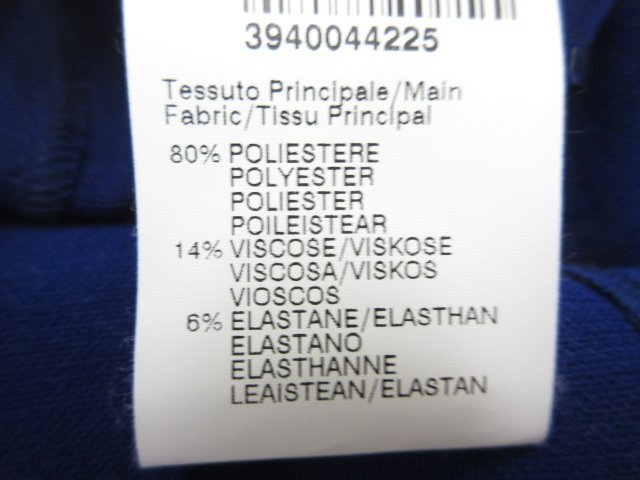 3940044225
Tessuto Principale/Main
Fabric/Tissu Principal
80% POLIESTERE
POLYESTER
POLIESTER
POILEISTEAR
14% VISCOSE/VISKOSE
VISCOSA/VISKOS
VIOSCOS
6% ELASTANE/ELASTHAN
ELASTANO
ELASTHANNE
LEAISTEAN/ELASTAN